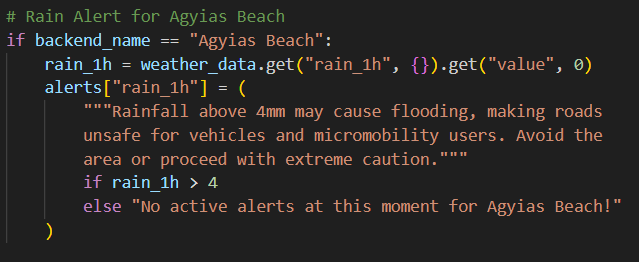 # Rain Alert for Agyias Beach
if backend_name == "Agyias Beach":
    rain_1h = weather_data.get("rain_1h", {}).get("value", 0)
    alerts["rain_1h"] = (
        """Rainfall above 4mm may cause flooding, making roads
        unsafe for vehicles and micromobility users. Avoid the
        area or proceed with extreme caution."""
        if rain_1h > 4
        else "No active alerts at this moment for Agyias Beach!"
    )